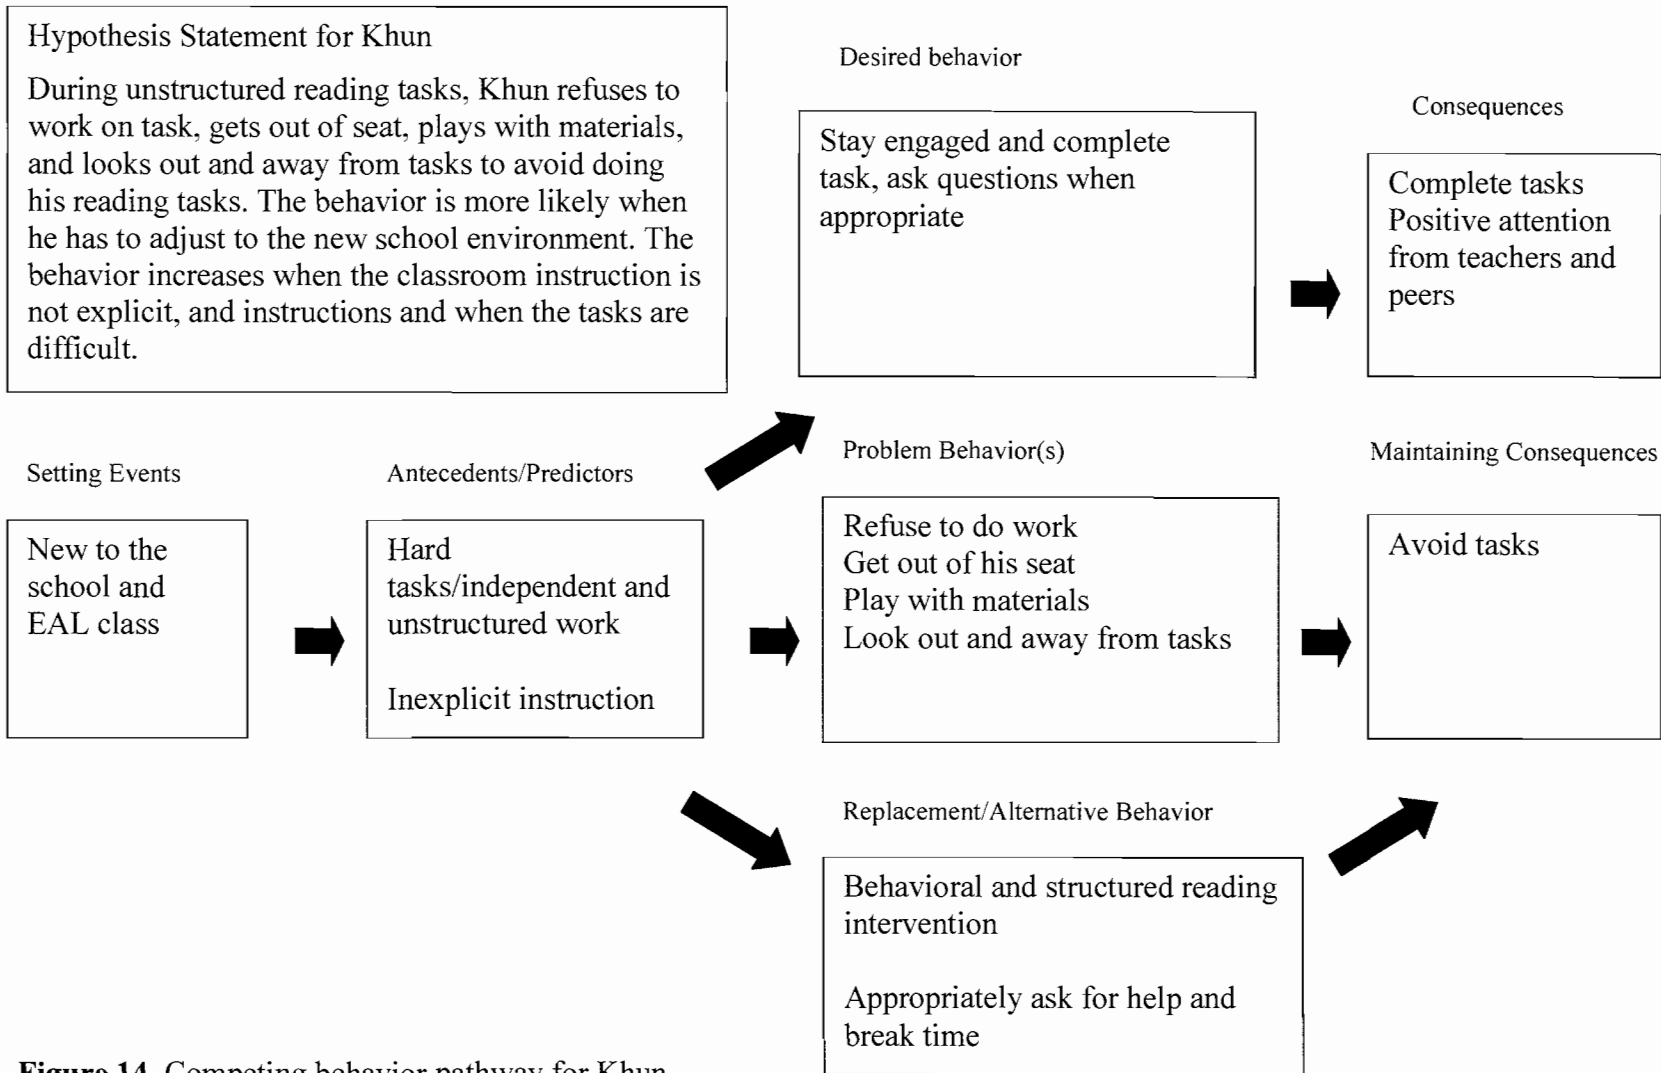 Hypothesis Statement for Khun
During unstructured reading tasks, Khun refuses to
work on task, gets out of seat, plays with materials,
and looks out and away from tasks to avoid doing
his reading tasks. The behavior is more likely when
he has to adjust to the new school environment. The
behavior increases when the classroom instruction is
not explicit, and instructions and when the tasks are
difficult.
Desired behavior
Stay engaged and complete
task, ask questions when
appropriate
Consequences
Complete tasks
Positive attention
from teachers and
peers
Setting Events
New to the
school and
EAL class
Antecedents/Predictors
Hard
tasks/independent and
unstructured work
Inexplicit instruction
Problem Behavior(s)
Refuse to do work
Get out of his seat
Play with materials
Look out and away from tasks
Maintaining Consequences
Avoid tasks
Replacement/Alternative Behavior
Behavioral and structured reading
intervention
Appropriately ask for help and
break time
Figure 14. Competing behavior pathway for Khun